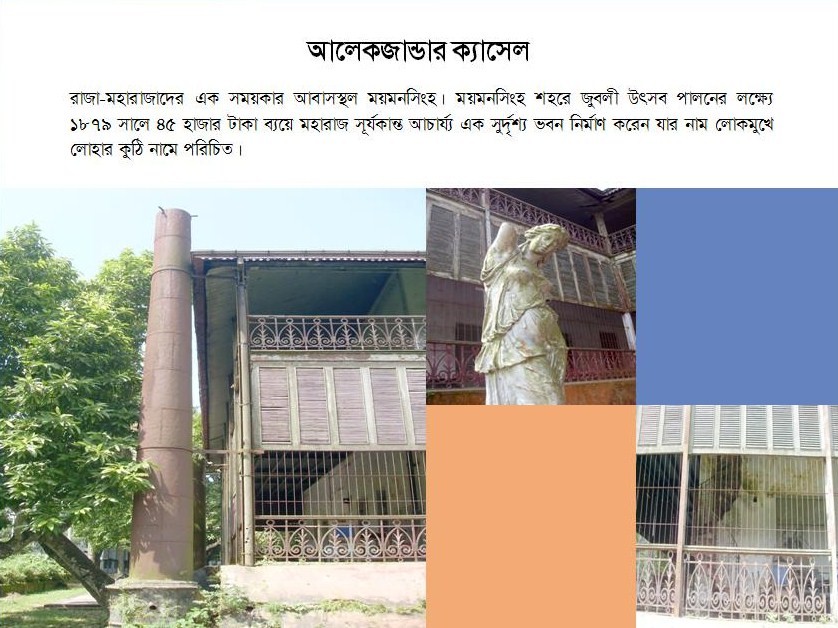 আলেকজান্ডার ক্যাসেল
রাজা-মহারাজাদের এক সময়কার আবাসস্থল ময়মনসিংহ। ময়মনসিংহ শহরে জুবলী উৎসব পালনের লক্ষ্যে
১৮৭৯ সালে ৪৫ হাজার টাকা ব্যয়ে মহারাজ সূর্যকান্ত আচার্য্য এক সুর্দৃশ্য ভবন নির্মাণ করেন যার নাম লোকমুখে
লোহার কুঠি নামে পরিচিত।